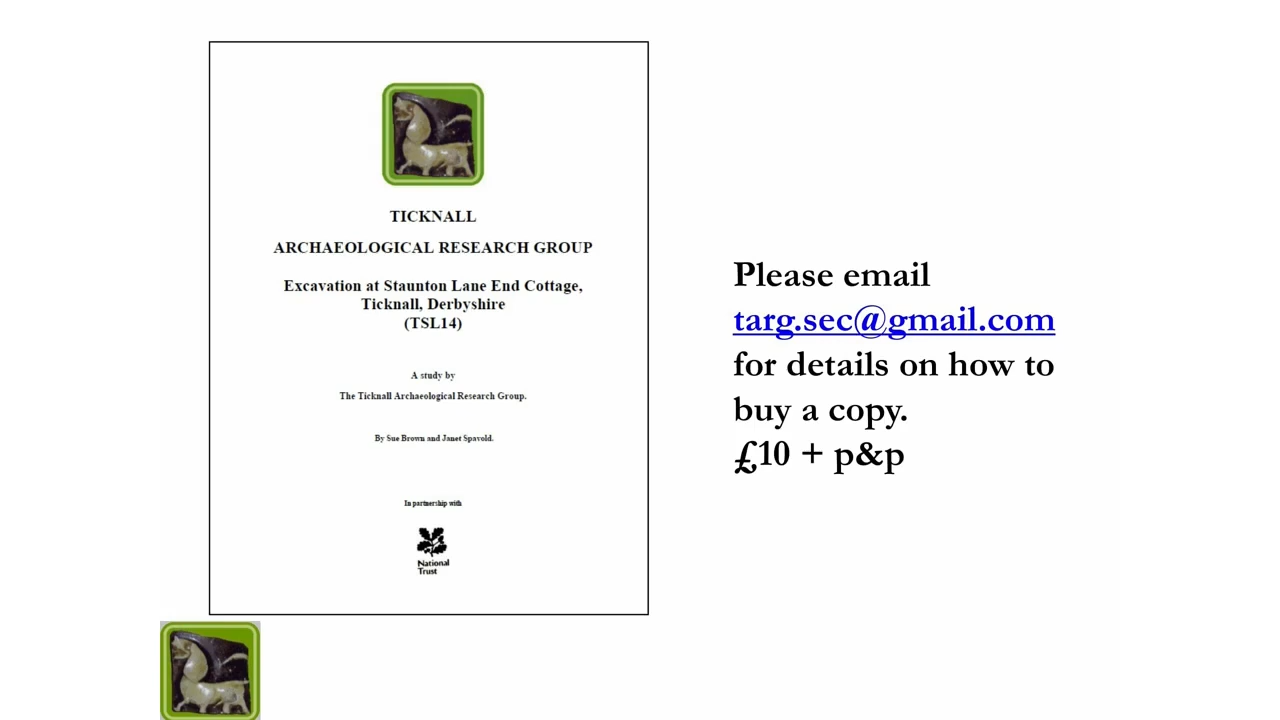 TICKNALL
ARCHAEOLOGICAL RESEARCH GROUP
Excavation at Staunton Lane End Cottage,
Ticknall, Derbyshire
(TSL14)
A study by
The Ticknall Archaeological Research Group.
By Sue Brown and Janet Spavold.
In partnership with
National
Trust
Please email
targ.sec@gmail.com
for details on how to
buy a copy.
£10 + p&p